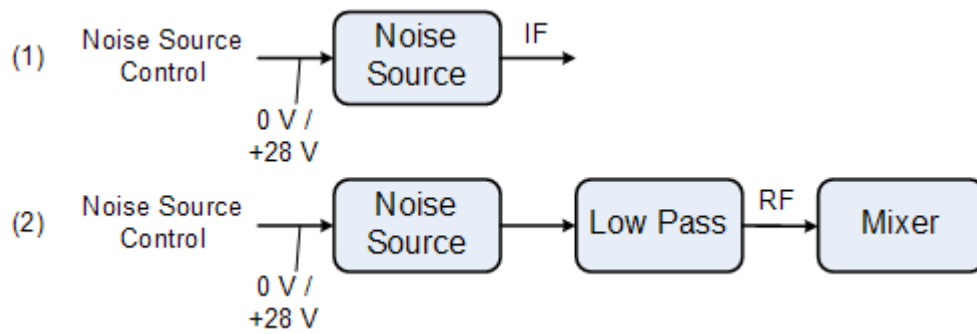 (1)
Noise Source
Control
0 V /
+28 V
Noise
Source
IF
(2)
Noise Source
Control
0 V /
+28 V
Noise
Source
Low Pass
RF
Mixer